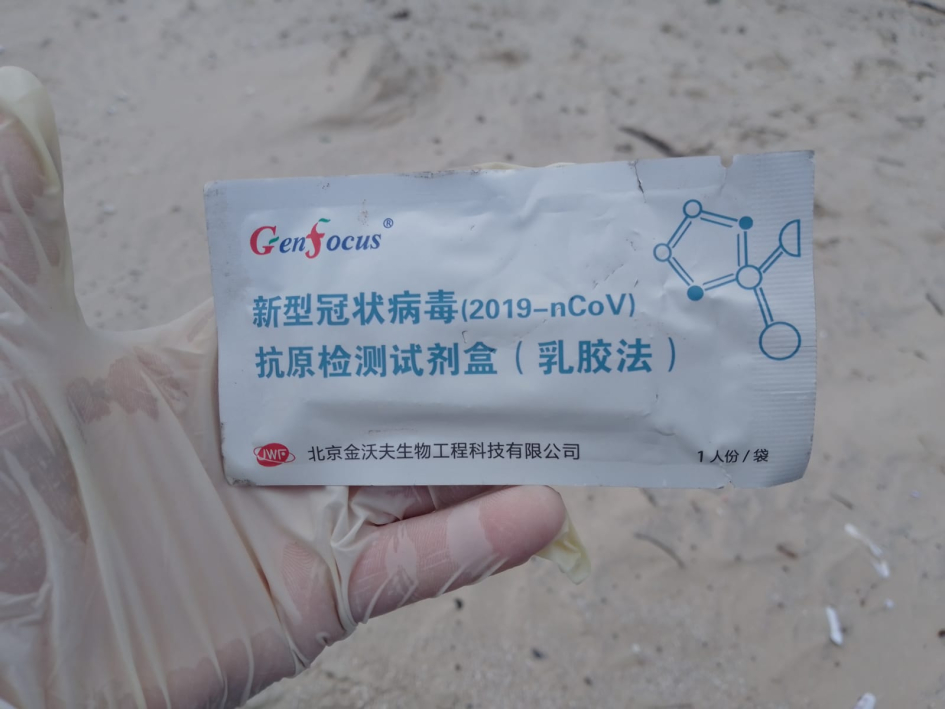 Genfocus®
新型冠状病毒(2019-nCoV)
抗原检测试剂盒（乳胶法）
JWF 北京金沃夫生物工程科技有限公司
1人份/袋